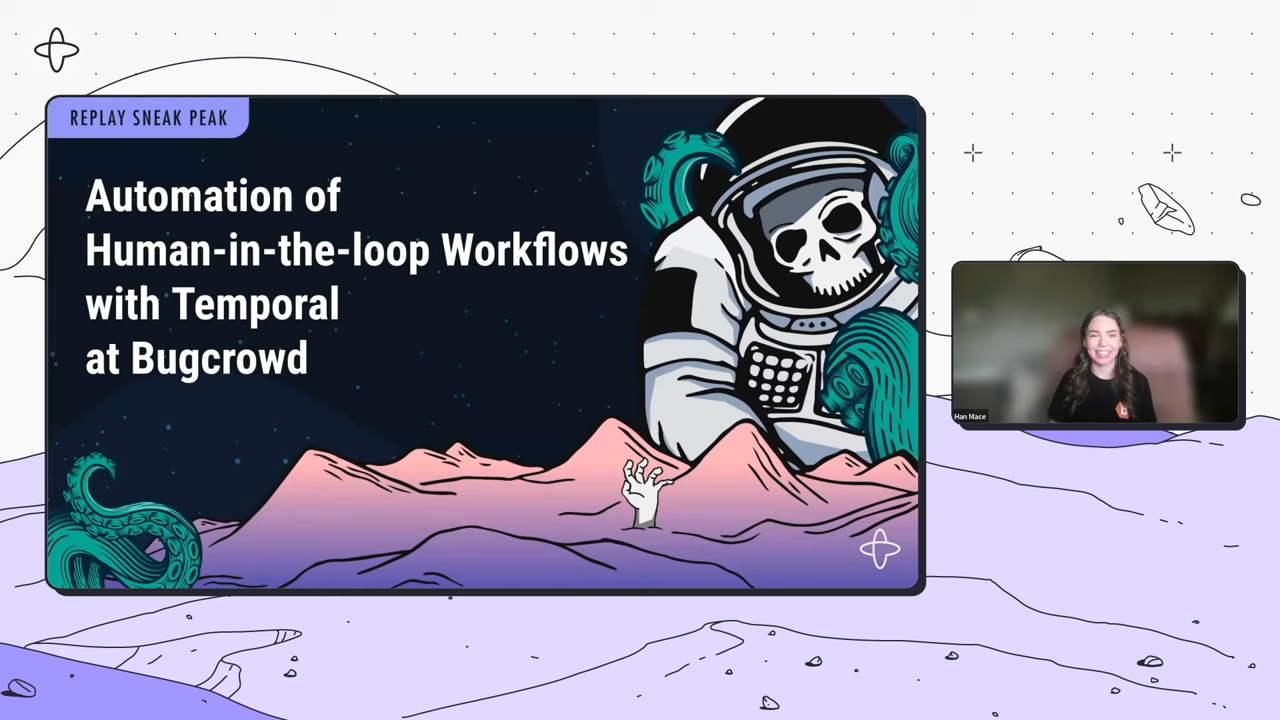 REPLAY SNEAK PEAK
Automation of
Human-in-the-loop Workflows
with Temporal
at Bugcrowd
Han Mace